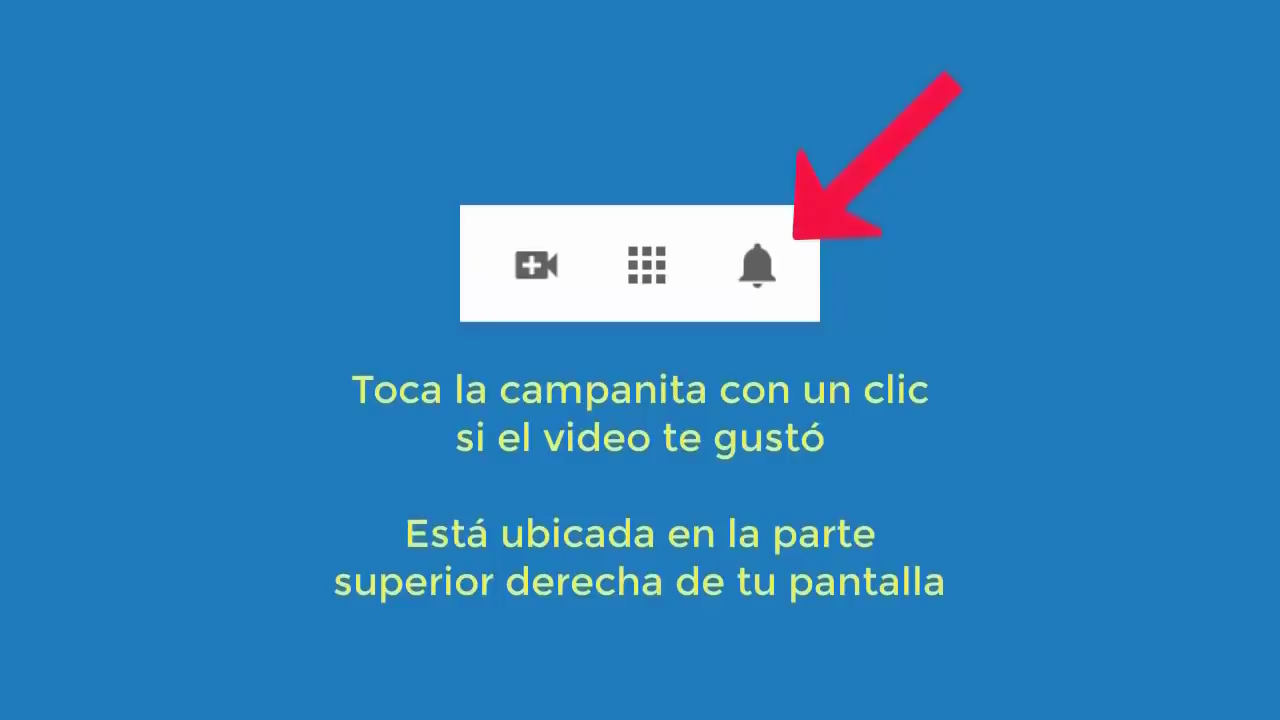 Toca la campanita con un clic
si el video te gustó
Está ubicada en la parte
superior derecha de tu pantalla